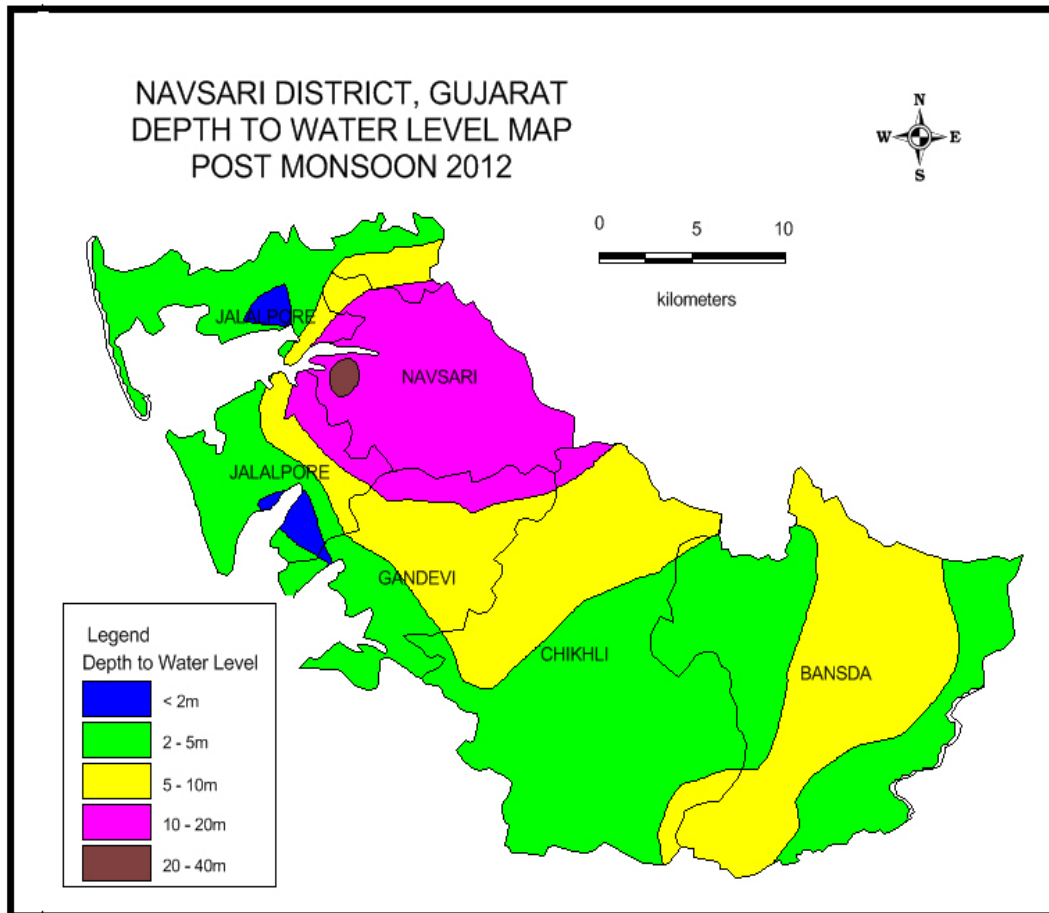 NAVSARI DISTRICT, GUJARAT
DEPTH TO WATER LEVEL MAP
POST MONSOON 2012
N
W E
S
0 5 10
kilometers
JALALPORE
NAVSARI
JALALPORE
GANDEVI
CHIKHLI
BANSDA
Legend
Depth to Water Level
< 2m
2 - 5m
5 - 10m
10 - 20m
20 - 40m